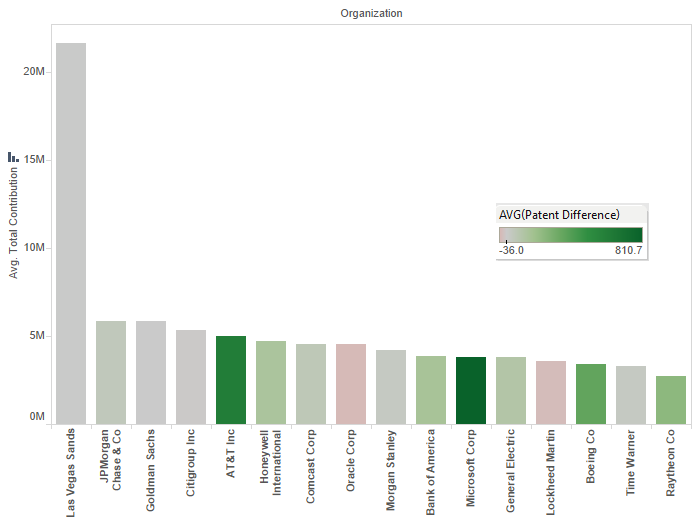 Organization
20M
15M
10M
5M
0M
Avg. Total Contribution
AVG(Patent Difference)
-36.0 810.7
Las Vegas Sands
JPMorgan
Chase & Co
Goldman Sachs
Citigroup Inc
AT&T Inc
Honeywell
International
Comcast Corp
Oracle Corp
Morgan Stanley
Bank of America
Microsoft Corp
General Electric
Lockheed Martin
Boeing Co
Time Warner
Raytheon Co